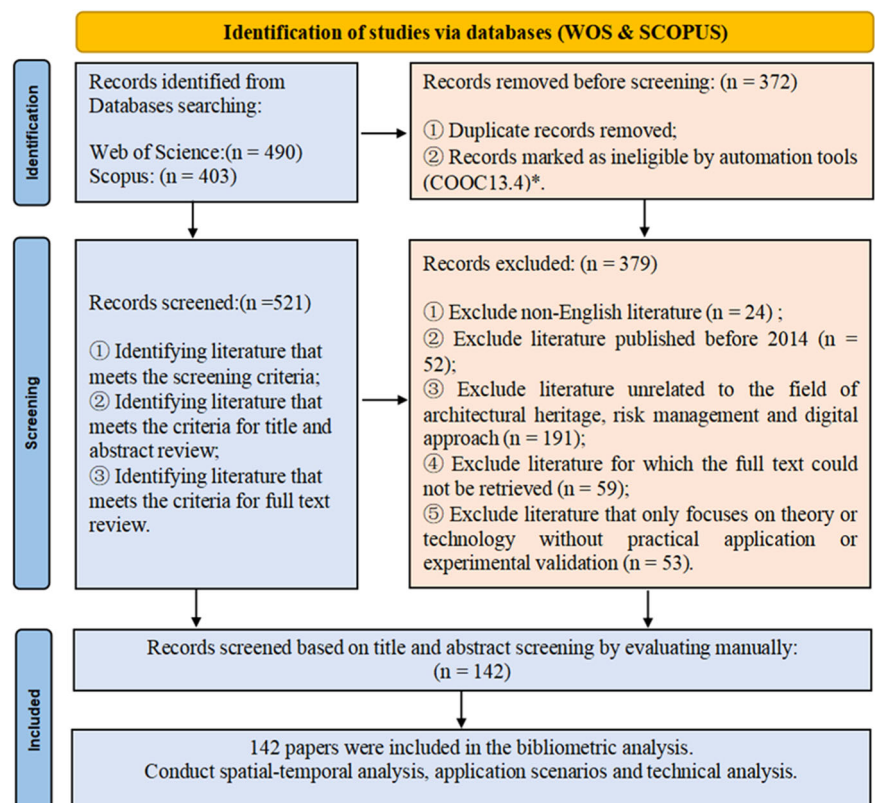 Identification of studies via databases (WOS & SCOPUS)
Identification
Records identified from
Databases searching:
Web of Science:(n = 490)
Scopus: (n = 403)
Records removed before screening: (n = 372)
① Duplicate records removed;
② Records marked as ineligible by automation tools
(COOC13.4)*.
Screening
Records screened:(n =521)
① Identifying literature that
meets the screening criteria;
② Identifying literature that
meets the criteria for title and
abstract review;
③ Identifying literature that
meets the criteria for full text
review.
Records excluded: (n = 379)
① Exclude non-English literature (n = 24) ;
② Exclude literature published before 2014 (n =
52);
③ Exclude literature unrelated to the field of
architectural heritage, risk management and digital
approach (n = 191);
④ Exclude literature for which the full text could
not be retrieved (n = 59);
⑤ Exclude literature that only focuses on theory or
technology without practical application or
experimental validation (n = 53).
Included
Records screened based on title and abstract screening by evaluating manually:
(n = 142)
142 papers were included in the bibliometric analysis.
Conduct spatial-temporal analysis, application scenarios and technical analysis.